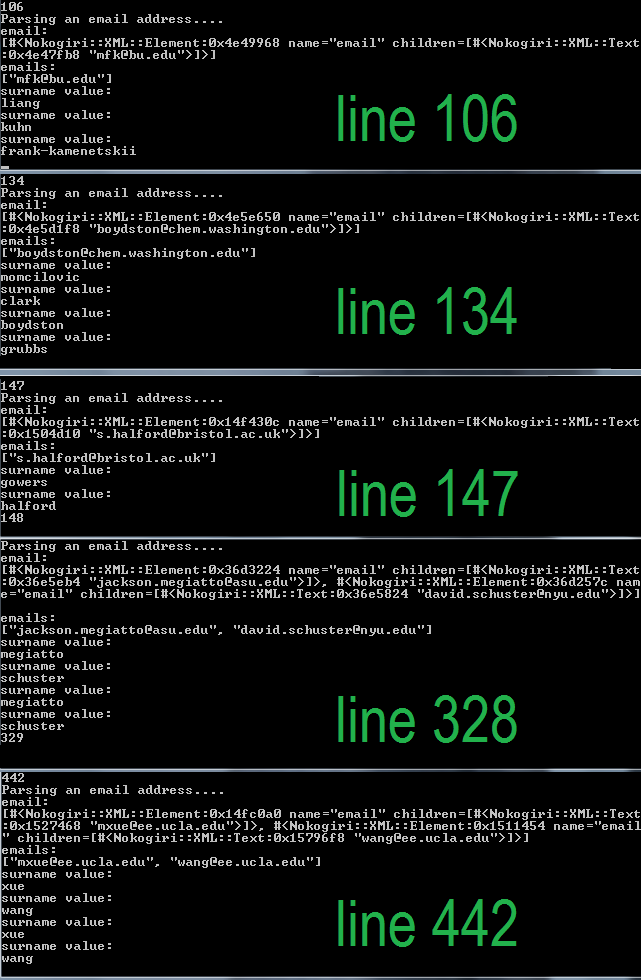 106
Parsing an email address....
email:
[#<Nokogiri::XML::Element:0x4e49968 name="email" children=[#<Nokogiri::XML::Text
:0x4e47fb8 "mfk@bu.edu">]>]
emails:
["mfk@bu.edu"]
surname value:
liang
surname value:
kuhn
surname value:
frank-kamenetskii
line 106
134
Parsing an email address....
email:
[#<Nokogiri::XML::Element:0x4e5e650 name="email" children=[#<Nokogiri::XML::Text
:0x4e5d1f8 "boydston@chem.washington.edu">]>]
emails:
["boydston@chem.washington.edu"]
surname value:
momcilovic
surname value:
clark
surname value:
boydston
surname value:
grubbs
line 134
147
Parsing an email address....
email:
[#<Nokogiri::XML::Element:0x14f430c name="email" children=[#<Nokogiri::XML::Text
:0x1504d10 "s.halford@bristol.ac.uk">]>]
emails:
["s.halford@bristol.ac.uk"]
surname value:
gowers
surname value:
halford
148
line 147
Parsing an email address....
email:
[#<Nokogiri::XML::Element:0x36d3224 name="email" children=[#<Nokogiri::XML::Text
:0x36e5eb4 "jackson.megiatto@asu.edu">]>, #<Nokogiri::XML::Element:0x36d257c nam
e="email" children=[#<Nokogiri::XML::Text:0x36e5824 "david.schuster@nyu.edu">]>]
emails:
["jackson.megiatto@asu.edu", "david.schuster@nyu.edu"]
surname value:
megiatto
surname value:
schuster
surname value:
megiatto
surname value:
schuster
329
line 328
442
Parsing an email address....
email:
[#<Nokogiri::XML::Element:0x14fc0a0 name="email" children=[#<Nokogiri::XML::Text
:0x1527468 "mxue@ee.ucla.edu">]>, #<Nokogiri::XML::Element:0x1511454 name="email
" children=[#<Nokogiri::XML::Text:0x15796f8 "wang@ee.ucla.edu">]>]
emails:
["mxue@ee.ucla.edu", "wang@ee.ucla.edu"]
surname value:
xue
surname value:
wang
surname value:
xue
surname value:
wang
line 442